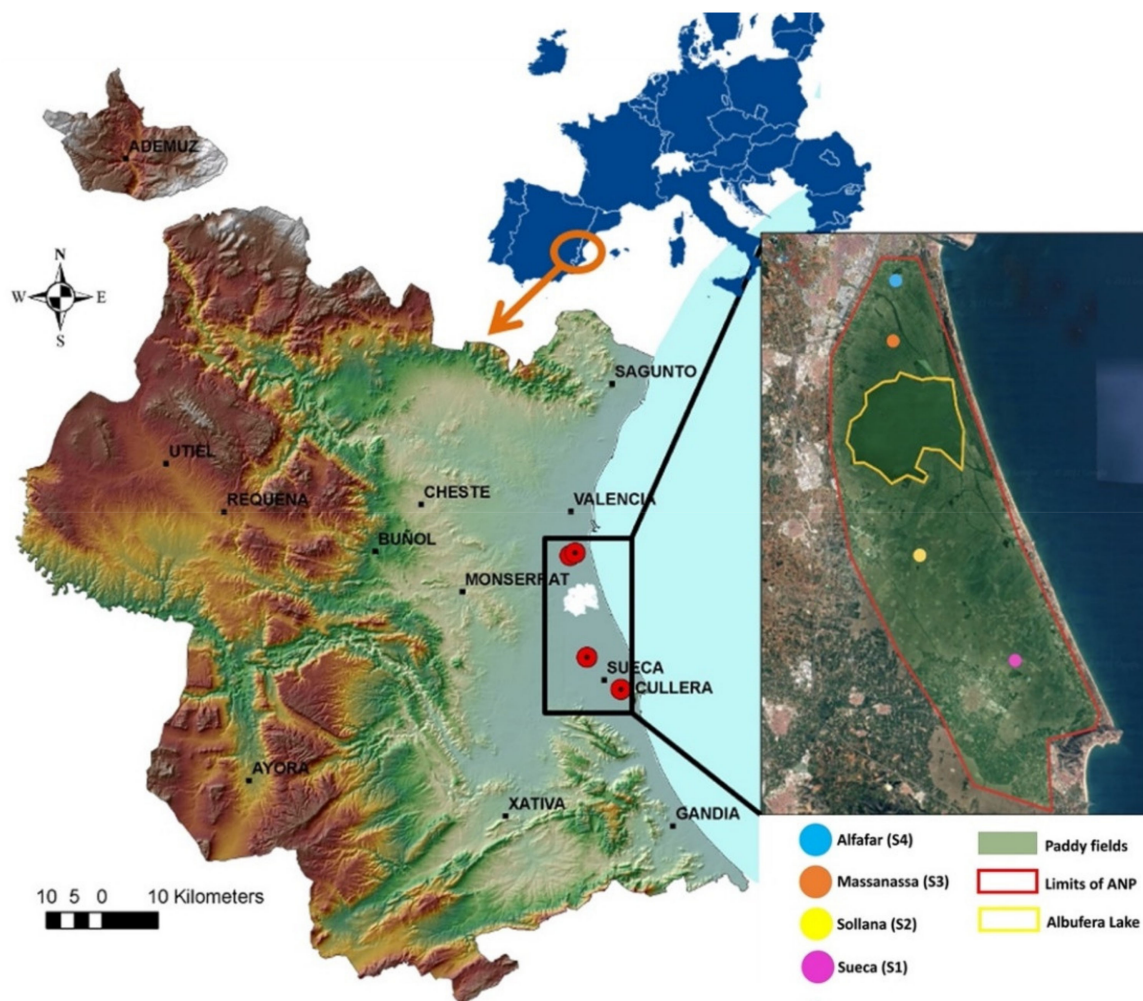 ADEMUZ
N
W E
S
SAGUNTO
UTIEL
REQUENA
CHESTE
VALENCIA
BUÑOL
MONSERRAT
SUECA
CULLERA
AYORA
XATIVA
GANDIA
10 0 10 Kilometers
Alfafar (S4)
Massanassa (S3)
Sollana (S2)
Sueca (S1)
Paddy fields
Limits of ANP
Albufera Lake